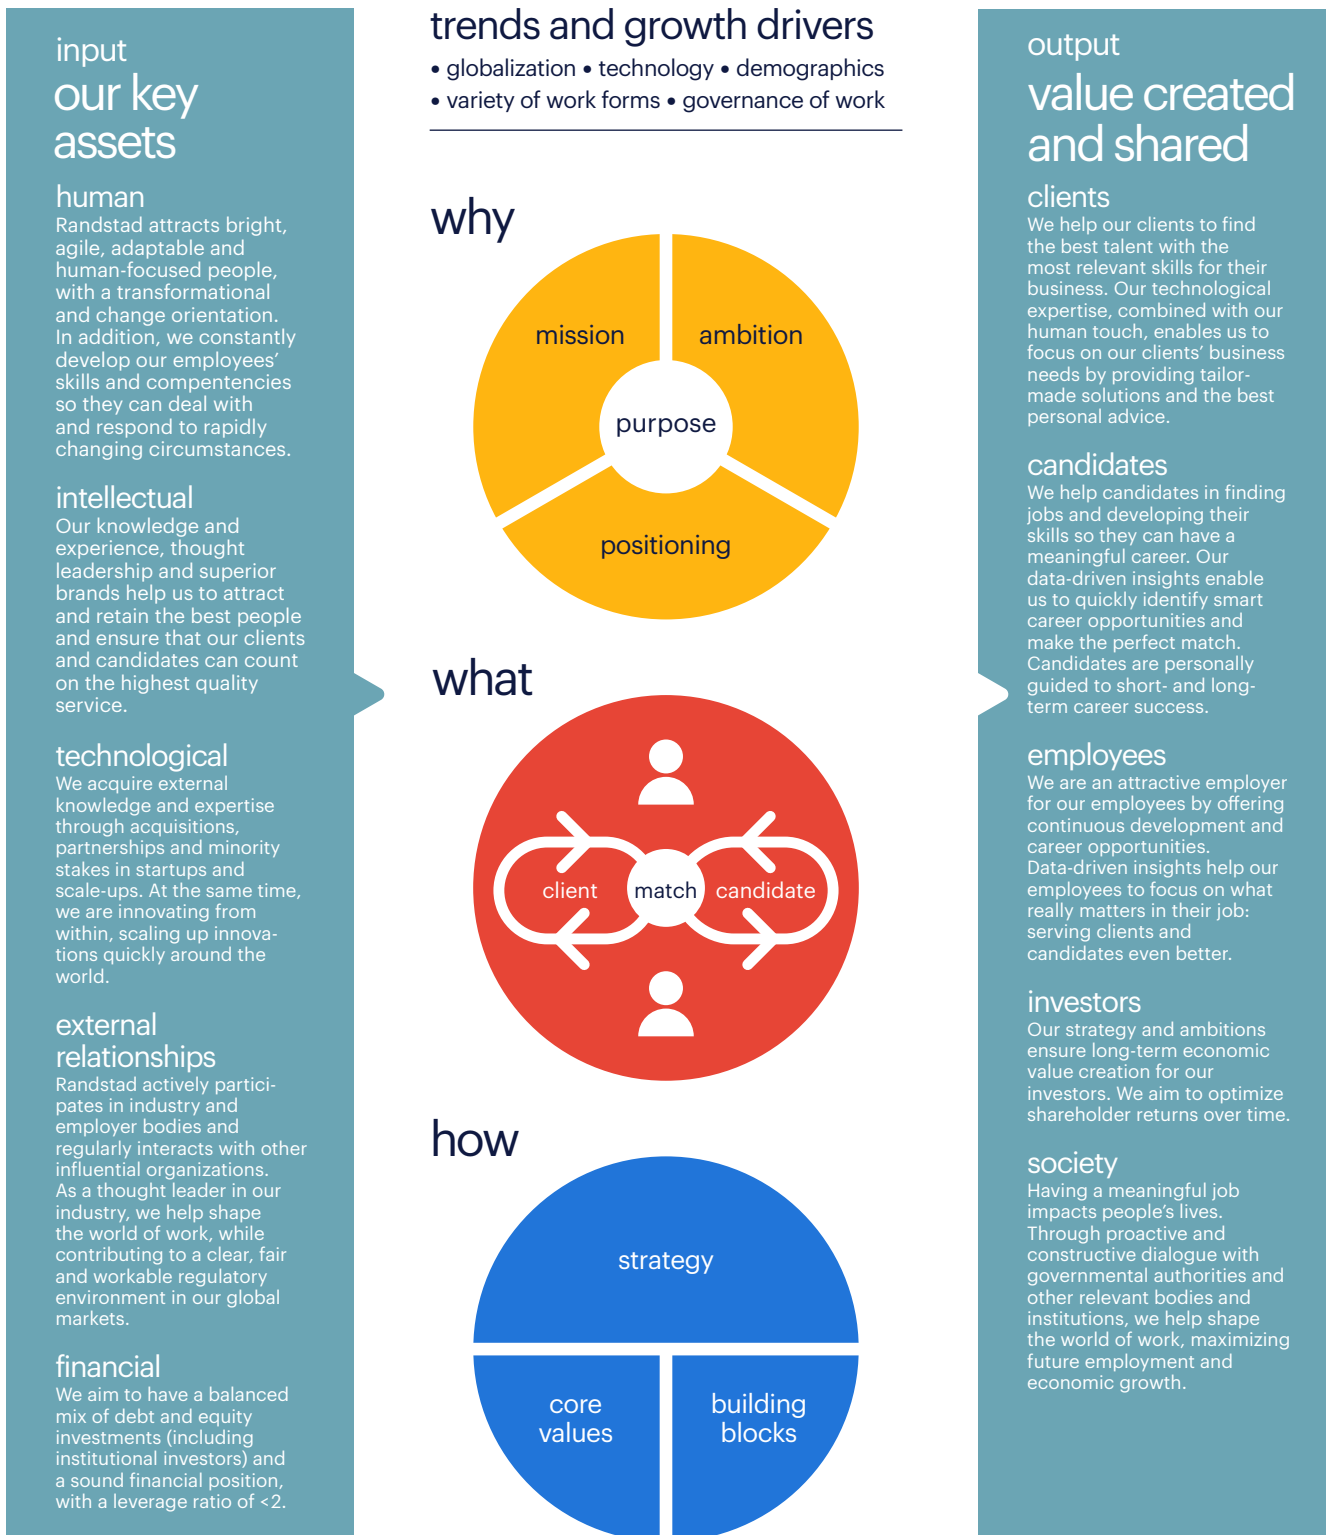 input
our key
assets
human
Randstad attracts bright,
agile, adaptable and
human-focused people,
with a transformational
and change orientation.
In addition, we constantly
develop our employees’
skills and compentencies
so they can deal with
and respond to rapidly
changing circumstances.
intellectual
Our knowledge and
experience, thought
leadership and superior
brands help us to attract
and retain the best people
and ensure that our clients
and candidates can count
on the highest quality
service.
technological
We acquire external
knowledge and expertise
through acquisitions,
partnerships and minority
stakes in startups and
scale-ups. At the same time,
we are innovating from
within, scaling up innova-
tions quickly around the
world.
external
relationships
Randstad actively partici-
pates in industry and
employer bodies and
regularly interacts with other
influential organizations.
As a thought leader in our
industry, we help shape
the world of work, while
contributing to a clear, fair
and workable regulatory
environment in our global
markets.
financial
We aim to have a balanced
mix of debt and equity
investments (including
institutional investors) and
a sound financial position,
with a leverage ratio of <2.
trends and growth drivers
• globalization • technology • demographics
• variety of work forms • governance of work
why
mission
ambition
purpose
positioning
what
client
match
candidate
how
strategy
core
values
building
blocks
output
value created
and shared
clients
We help our clients to find
the best talent with the
most relevant skills for their
business. Our technological
expertise, combined with our
human touch, enables us to
focus on our clients’ business
needs by providing tailor-
made solutions and the best
personal advice.
candidates
We help candidates in finding
jobs and developing their
skills so they can have a
meaningful career. Our
data-driven insights enable
us to quickly identify smart
career opportunities and
make the perfect match.
Candidates are personally
guided to short- and long-
term career success.
employees
We are an attractive employer
for our employees by offering
continuous development and
career opportunities.
Data-driven insights help our
employees to focus on what
really matters in their job:
serving clients and
candidates even better.
investors
Our strategy and ambitions
ensure long-term economic
value creation for our
investors. We aim to optimize
shareholder returns over time.
society
Having a meaningful job
impacts people’s lives.
Through proactive and
constructive dialogue with
governmental authorities and
other relevant bodies and
institutions, we help shape
the world of work, maximizing
future employment and
economic growth.